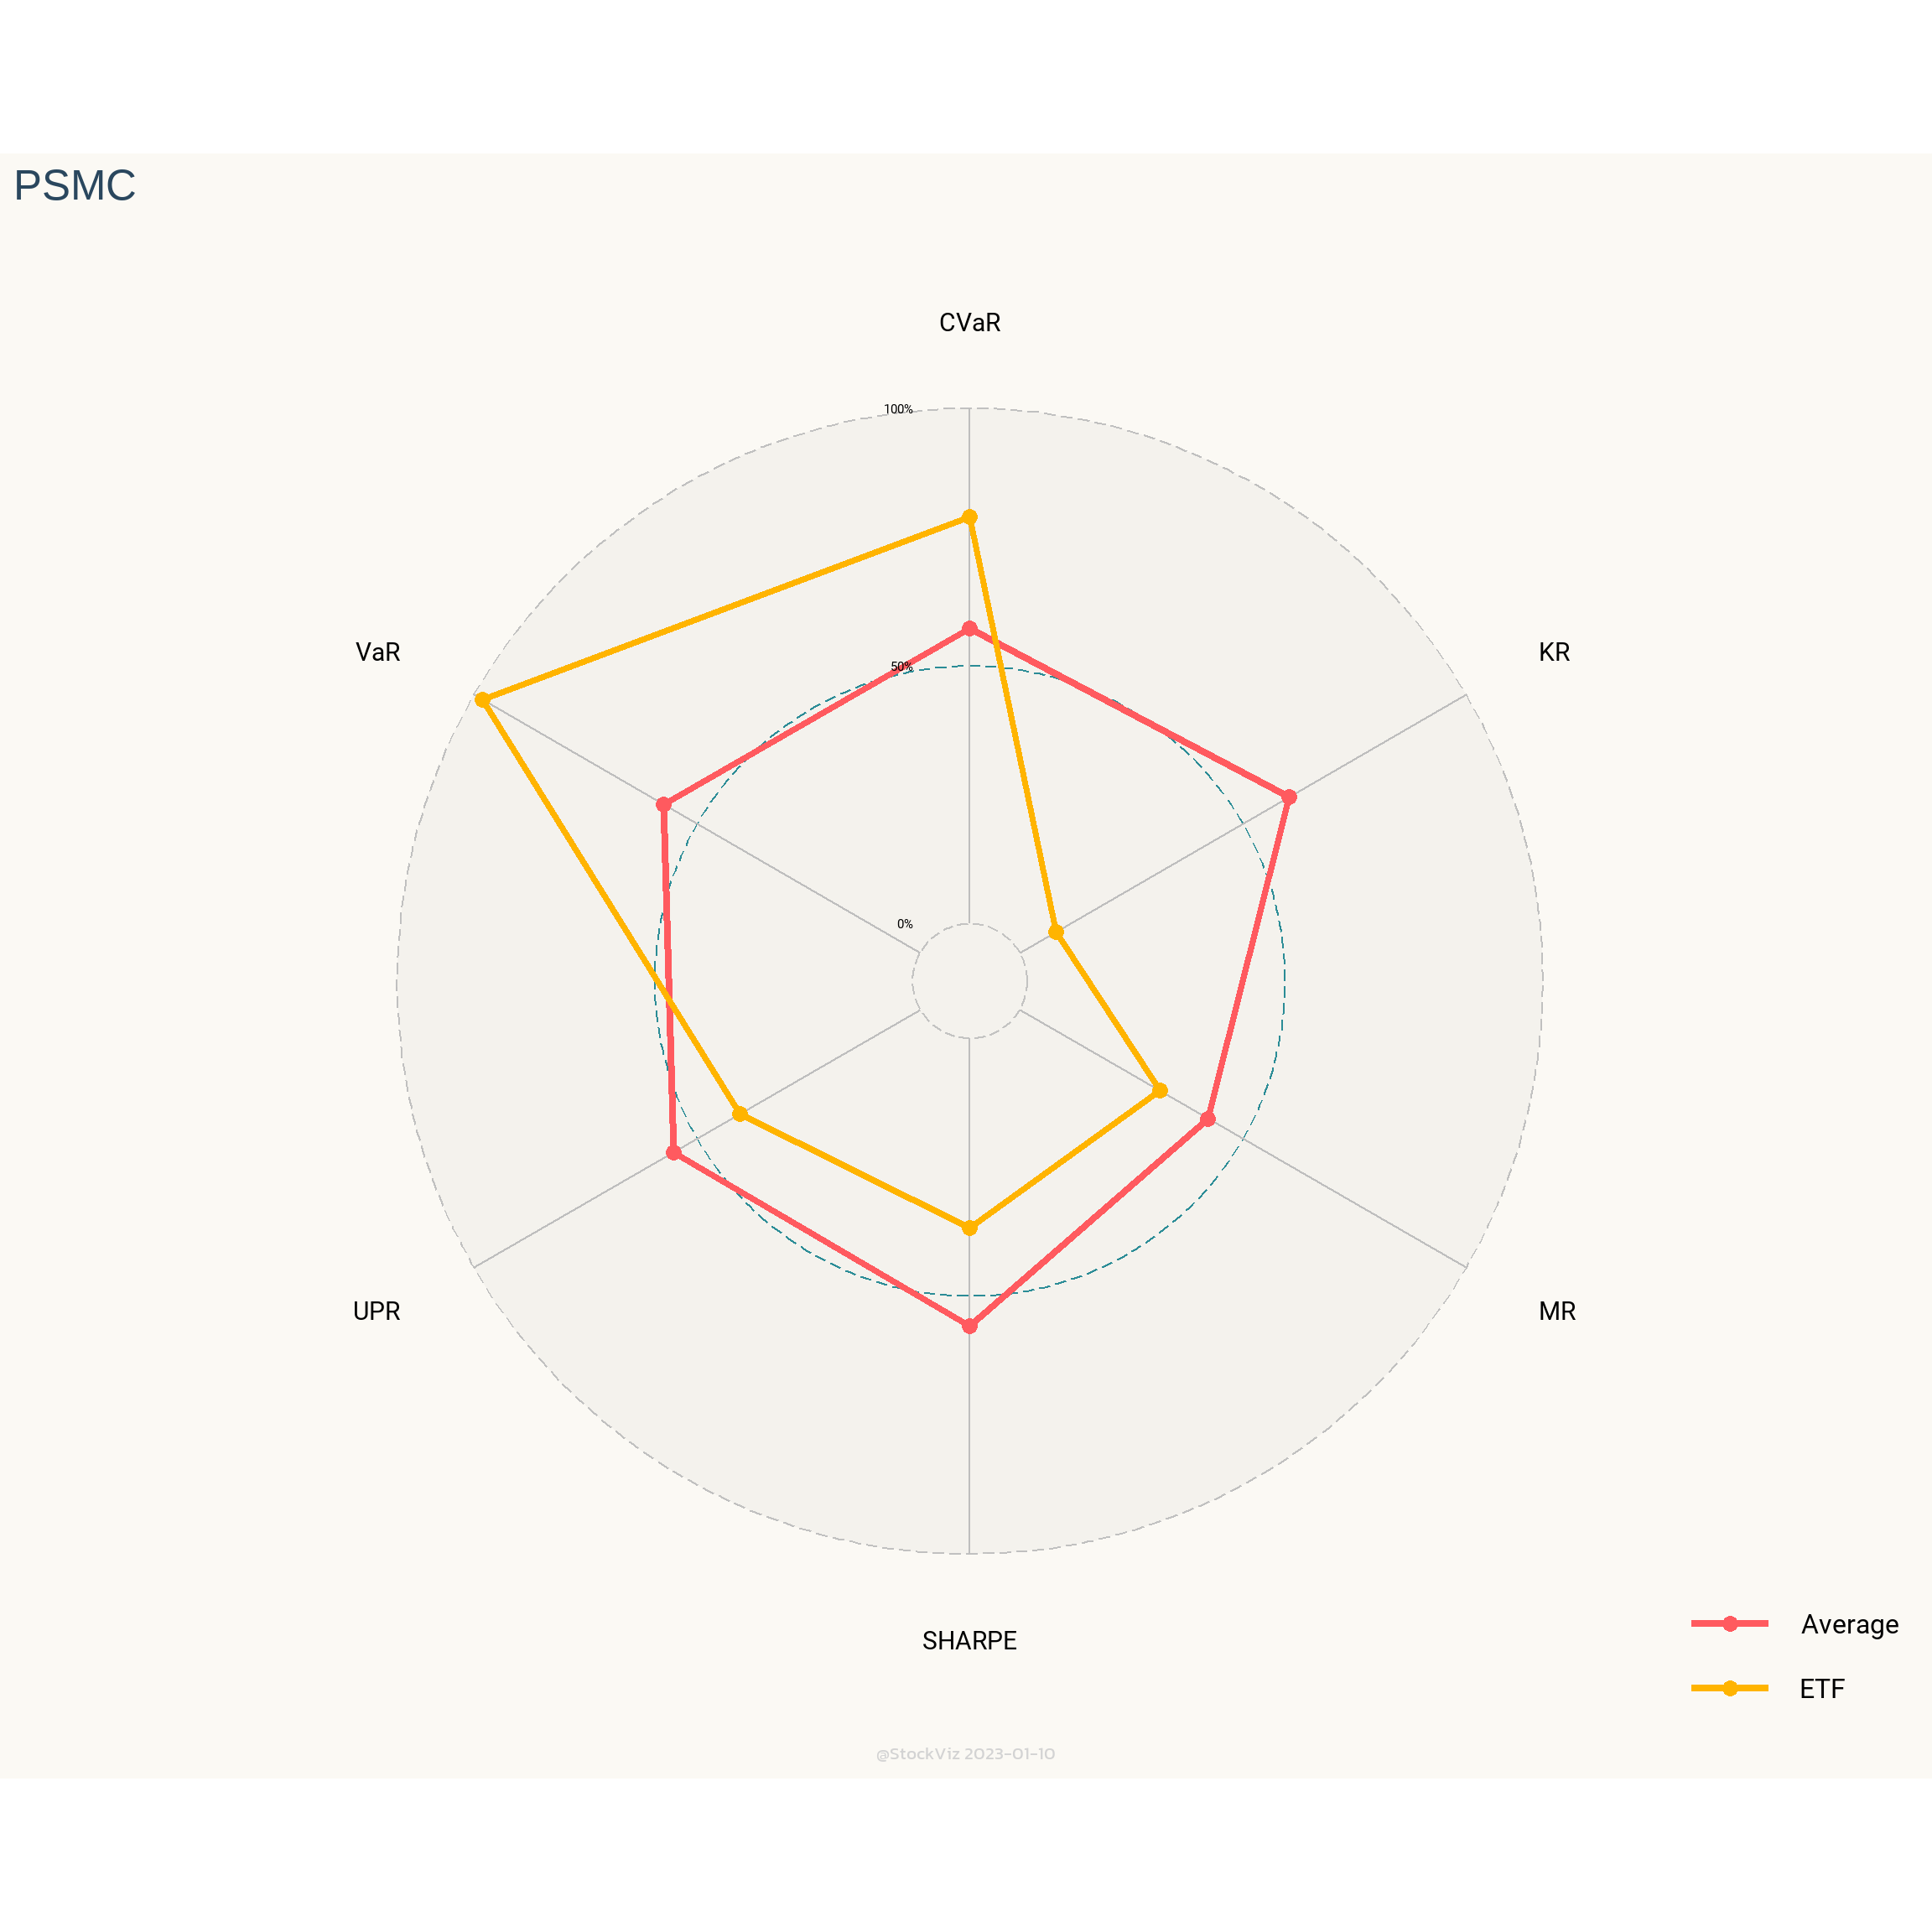 PSMC
CVaR
100%
KR
50%
VaR
0%
UPR
MR
SHARPE
Average
ETF
@StockViz 2023-01-10